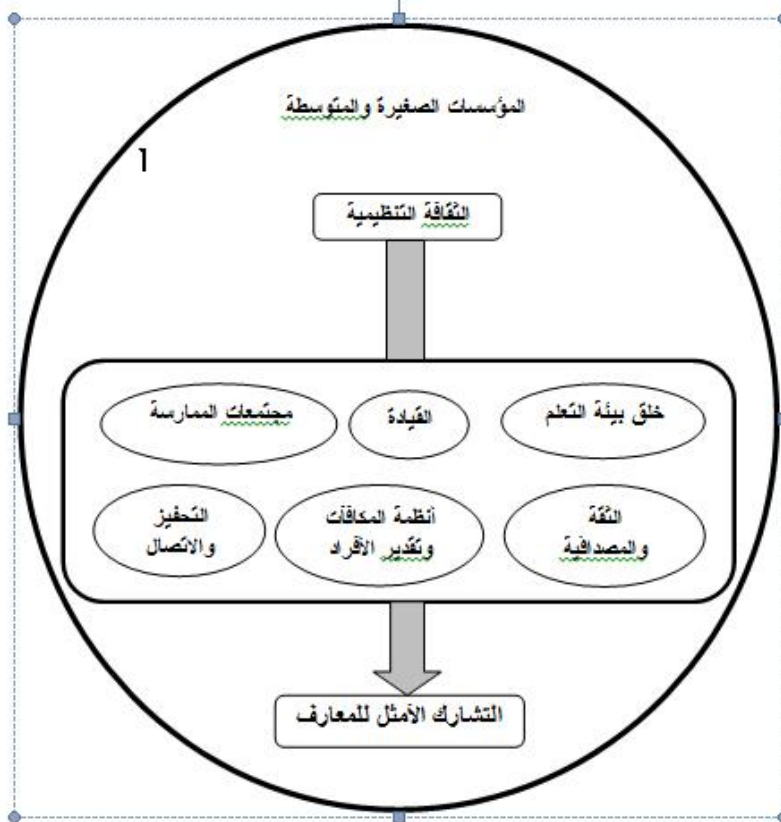 المؤسسات الصغيرة والمتوسطة
1
الثقافة التنظيمية
خلق بيئة التعلم
القيادة
مجتمعات الممارسة
الثقة
والمصداقية
أنظمة المكافآت
وتقدير الأفراد
التحفيز
والاتصال
التشارك الأمثل للمعارف